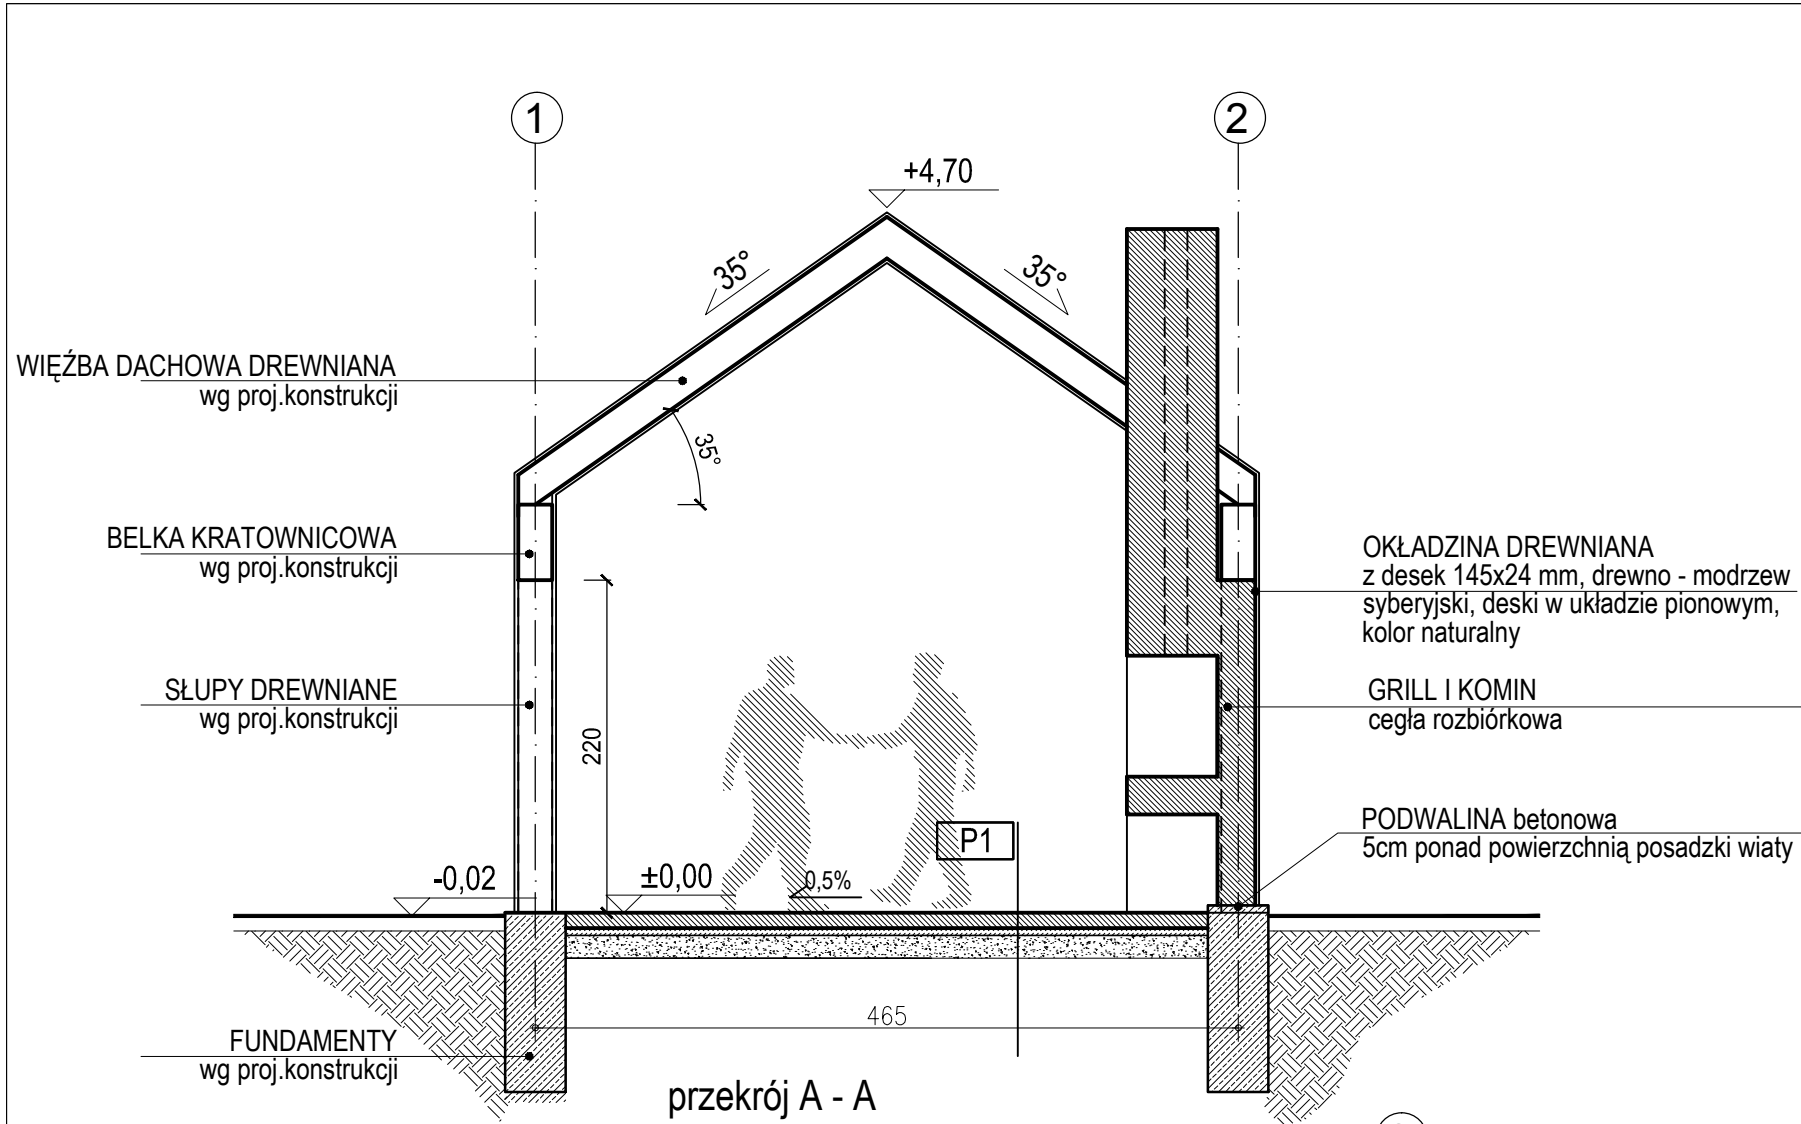 1
2
+4,70
35°
35°
WIĘŹBA DACHOWA DREWNIANA
wg proj.konstrukcji
35°
BELKA KRATOWNICOWA
wg proj.konstrukcji
OKŁADZINA DREWNIANA
z desek 145x24 mm, drewno - modrzew
syberyjski, deski w układzie pionowym,
kolor naturalny
SŁUPY DREWNIANE
wg proj.konstrukcji
GRILL I KOMIN
cegła rozbiórkowa
220
PODWALINA betonowa
5cm ponad powierzchnią posadzki wiaty
P1
-0,02
±0,00
0,5%
465
FUNDAMENTY
wg proj.konstrukcji
przekrój A - A